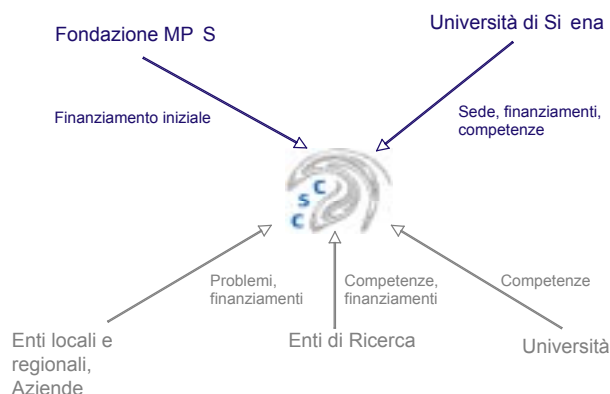 Fondazione MP S
Università di Si ena
Finanziamento iniziale
Sede, finanziamenti,
competenze
C
S
C
Problemi,
finanziamenti
Competenze,
finanziamenti
Competenze
Enti locali e
regionali,
Aziende
Enti di Ricerca
Università